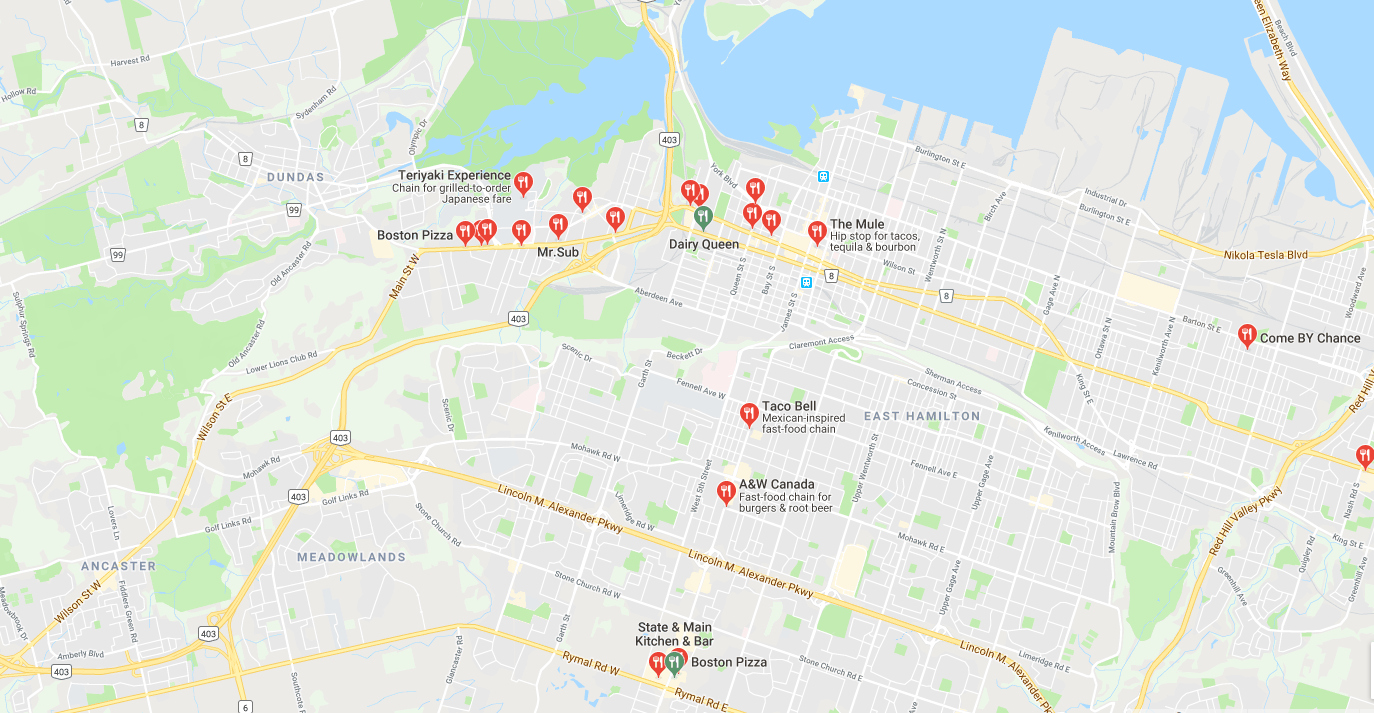 een Elizabeth Way
Beach Blvd
Harvest Rd
Hollow Rd
Sydenham Rd
8
Olympic Dr
403
York Blvd
Burlington St E
8
DUNDAS
Teriyaki Experience
Chain for grilled-to-order
Japanese fare
Industrial Dr
Birch Ave
Burlington St E
99
Boston Pizza
The Mule
Hip stop for tacos,
tequila & bourbon
Mr.Sub
Dairy Queen
99
Old Ancaster Rd
Main St W
Wentworth St N
Nikola Tesla Blvd
Wilson St
Queen St S
Bay St S
8
8
Gage Ave N
Woodward Ave
Aberdeen Ave
James St S
Sulphur Springs Rd
403
Old Ancaster Rd
Barton St E
Ottawa St N
Kenilworth Ave N
Come BY Chance
Claremont Access
Scenic Dr
Beckett Dr
Lower Lions Club Rd
Garth St
Fennell Ave W
Sherman Access
Concession St
King St E
Red Hill V
Wilson St E
Scenic Dr
Taco Bell
Mexican-inspired
fast-food chain
EAST HAMILTON
Kenilworth Access
403
Mohawk Rd W
Lawrence Rd
Mohawk Rd
Upper Wentworth St
Fennell Ave E
Upper Gage Ave
West 5th Street
A&W Canada
Fast-food chain for
burgers & root beer
403
Golf Links Rd
Golf Links Rd
Lincoln M. Alexander Pkwy
Limeridge Rd W
Mountain Brow Blvd
Nash Rd S
Red Hill Valley Pkwy
Lovers Ln
Stone Church Rd
Mohawk Rd E
King St E
Quigley Rd
ANCASTER
MEADOWLANDS
Lincoln M. Alexander Pkwy
Stone Church Rd W
Upper Gage Ave
Greenhill Ave
Greenhill Ave
Meadowbrook Dr
Wilson St W
Fiddlers Green Rd
403
Garth St
State & Main
Kitchen & Bar
Glancaster Rd
Lincoln M. Alexander P
Amberly Blvd
403
Rymal Rd W
Boston Pizza
Stone Church Rd E
Limeridge Rd E
Southcote Rd
Rymal Rd E
6